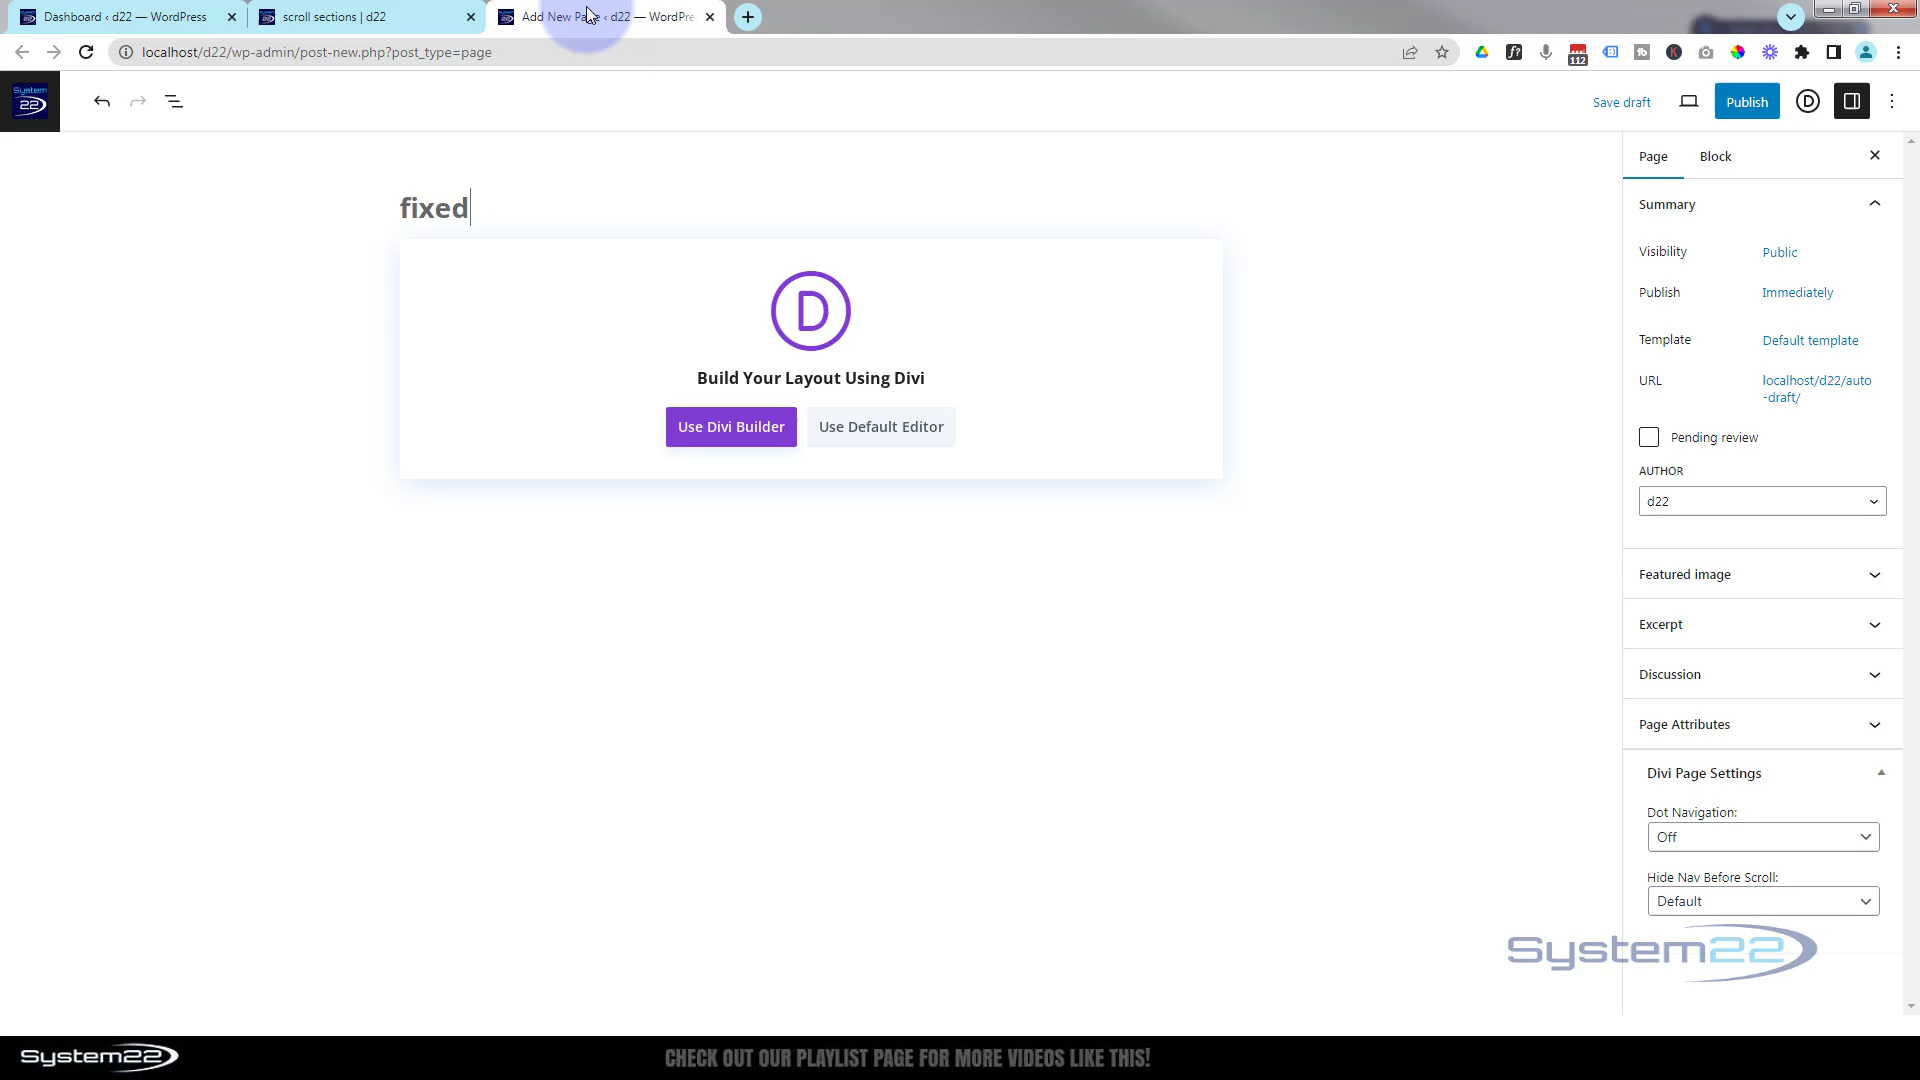 Dashboard ‹ d22 — WordPress
scroll sections | d22
Add New Page ‹ d22 — WordPre
localhost/d22/wp-admin/post-new.php?post_type=page
112
System
22
Save draft
Publish
Page
Block
fixed
Build Your Layout Using Divi
Use Divi Builder
Use Default Editor
Summary
Visibility
Public
Publish
Immediately
Template
Default template
URL
localhost/d22/auto
-draft/
Pending review
AUTHOR
d22
Featured image
Excerpt
Discussion
Page Attributes
Divi Page Settings
Dot Navigation:
Off
Hide Nav Before Scroll:
Default
System22
System22
CHECK OUT OUR PLAYLIST PAGE FOR MORE VIDEOS LIKE THIS!